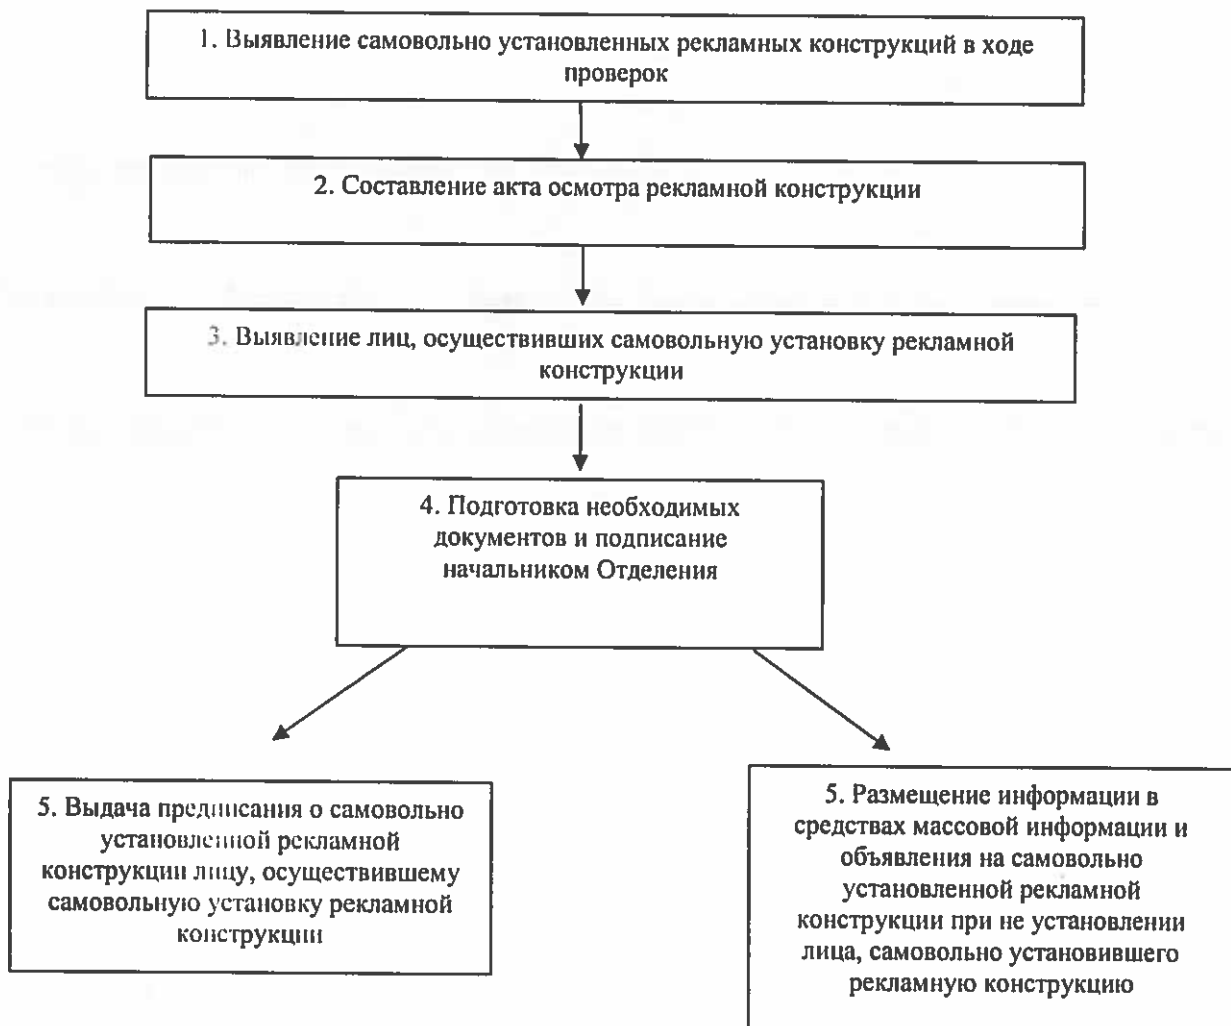 1. Выявление самовольно установленных рекламных конструкций в ходе
проверок
2. Составление акта осмотра рекламной конструкции
3. Выявление лиц, осуществивших самовольную установку рекламной
конструкции
4. Подготовка необходимых
документов и подписание
начальником Отделения
5. Выдача предписания о самовольно
установленной рекламной
конструкции лицу, осуществившему
самовольную установку рекламной
конструкции
5. Размещение информации в
средствах массовой информации и
объявления на самовольно
установленной рекламной
конструкции при не установлении
лица, самовольно установившего
рекламную конструкцию